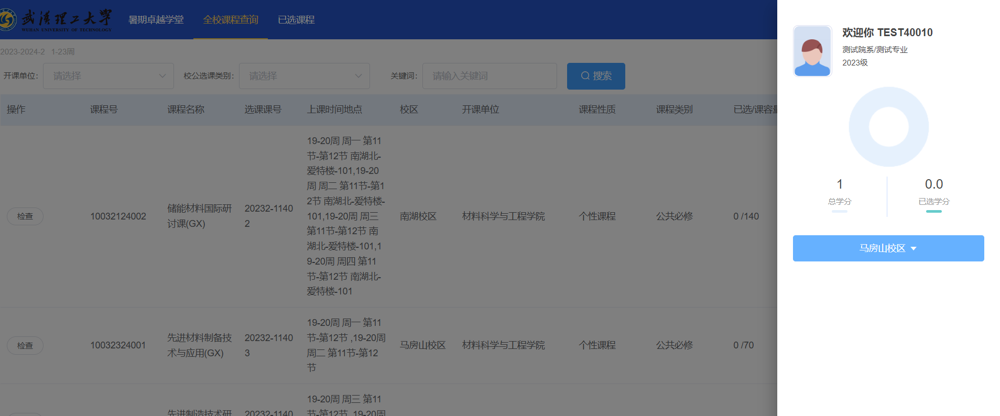 武汉理工大学
WUHAN UNIVERSITY OF TECHNOLOGY
暑期卓越学堂 全校课程查询 已选课程
2023-2024-2 1-23周
开课单位: 请选择 校公选课类别: 请选择 关键词: 请输入关键词 搜索
操作 课程号 课程名称 选课课号 上课时间地点 校区 开课单位 课程性质 课程类别 已选/课容量
检查
10032124002
储能材料国际研
讨课(GX)
20232-1140
2
19-20周 周一 第11
节-第12节 南湖北-
爱特楼-101,19-20
周 周二 第11节-第1
2节 南湖北-爱特楼-
101,19-20周 周三
第11节-第12节 南
湖北-爱特楼-101,1
9-20周 周四 第11
节-第12节 南湖北-
爱特楼-101
南湖校区
材料科学与工程学院
个性课程
公共必修
0 /140
检查
10032324001
先进材料制备技
术与应用(GX)
20232-1140
3
19-20周 周一 第11
节-第12节 ,19-20周
周二 第11节-第12
节
马房山校区
材料科学与工程学院
个性课程
公共必修
0 /70
先进制造技术研
20232-1140
19-20周 周三 第11
节-第12节 ,19-20周
欢迎你 TEST40010
测试院系/测试专业
2023级
1 0.0
总学分 已选学分
马房山校区